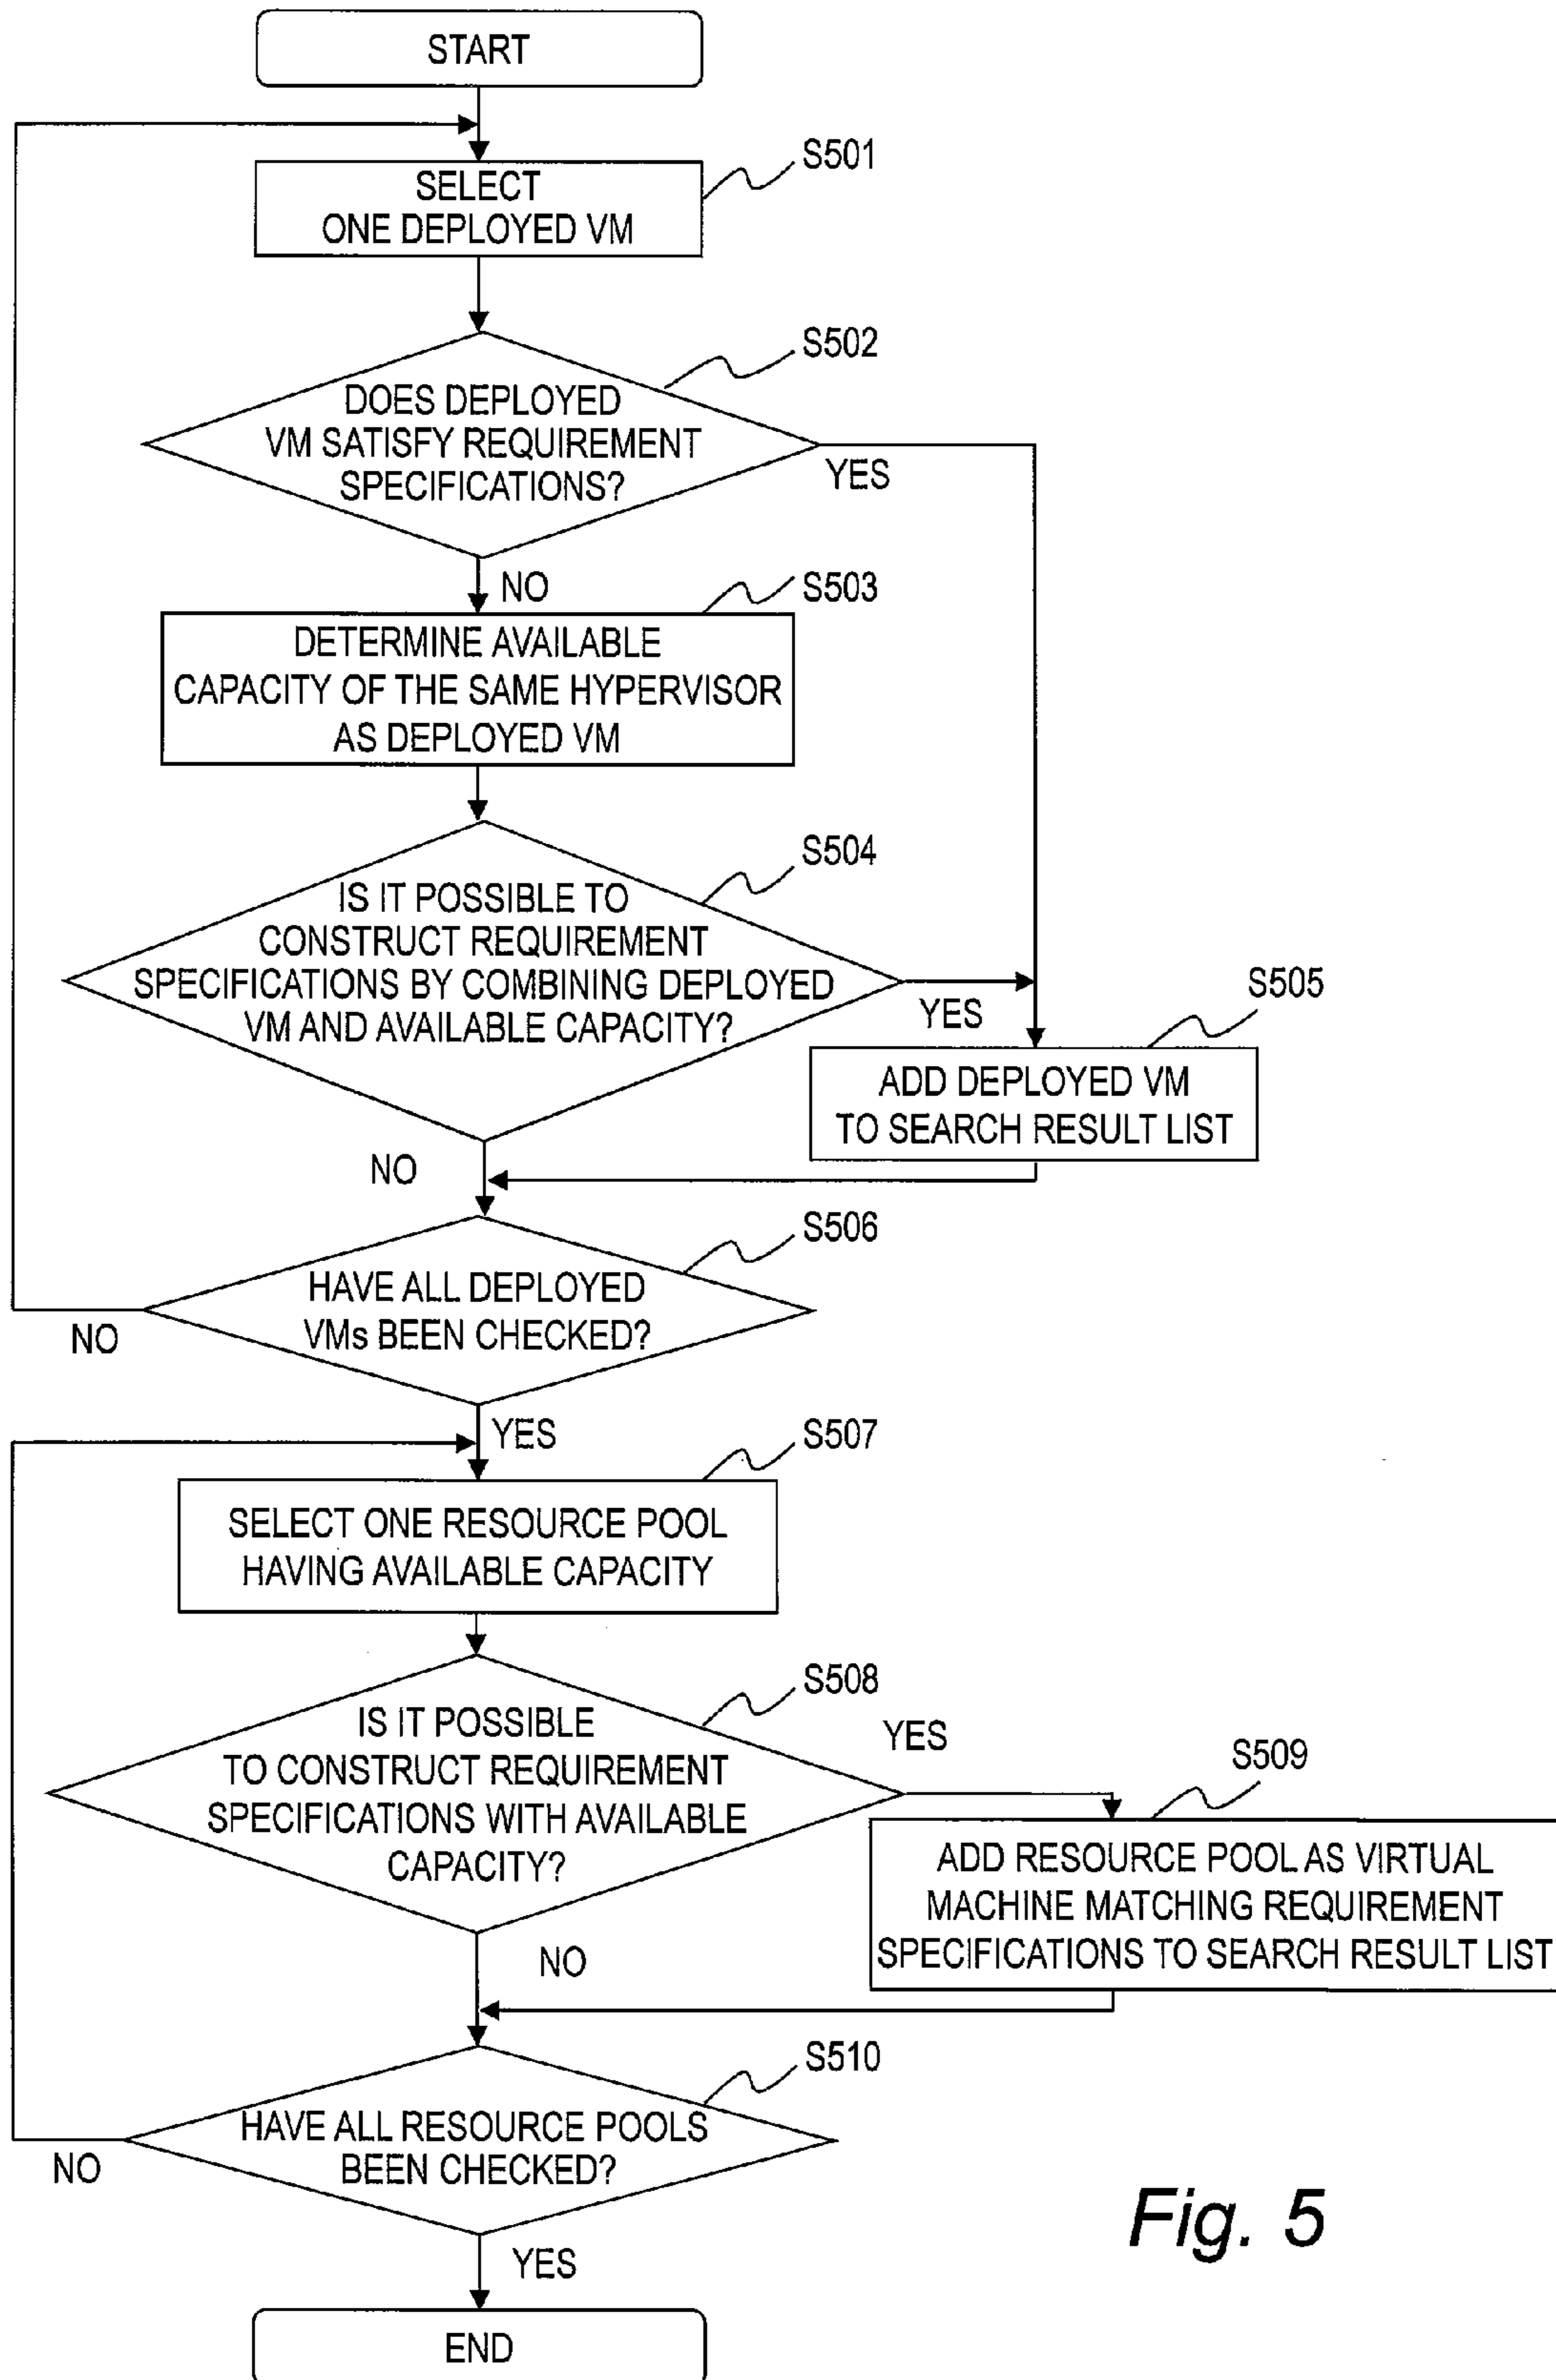 START
S501
SELECT
ONE DEPLOYED VM
S502
DOES DEPLOYED
VM SATISFY REQUIREMENT
SPECIFICATIONS?
YES
NO
S503
DETERMINE AVAILABLE
CAPACITY OF THE SAME HYPERVISOR
AS DEPLOYED VM
S504
IS IT POSSIBLE TO
CONSTRUCT REQUIREMENT
SPECIFICATIONS BY COMBINING DEPLOYED
VM AND AVAILABLE CAPACITY?
YES
S505
ADD DEPLOYED VM
TO SEARCH RESULT LIST
NO
S506
HAVE ALL DEPLOYED
VMs BEEN CHECKED?
NO
YES
S507
SELECT ONE RESOURCE POOL
HAVING AVAILABLE CAPACITY
S508
IS IT POSSIBLE
TO CONSTRUCT REQUIREMENT
SPECIFICATIONS WITH AVAILABLE
CAPACITY?
YES
S509
ADD RESOURCE POOL AS VIRTUAL
MACHINE MATCHING REQUIREMENT
SPECIFICATIONS TO SEARCH RESULT LIST
NO
S510
HAVE ALL RESOURCE POOLS
BEEN CHECKED?
NO
YES
Fig. 5
END